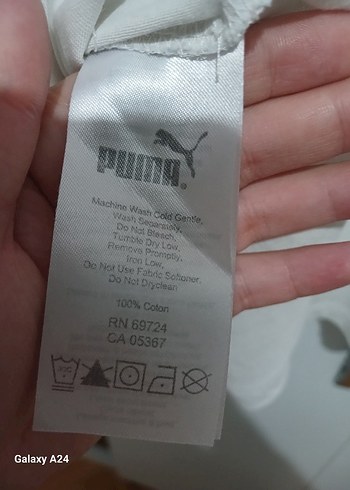 PUMA®
Machine Wash Cold Gentle,
Wash Separately,
Do Not Bleach,
Tumble Dry Low,
Remove Promptly,
Iron Low,
Do Not Use Fabric Softener,
Do Not Dryclean
100% Coton
RN 69724
CA 05367
30C
Galaxy A24